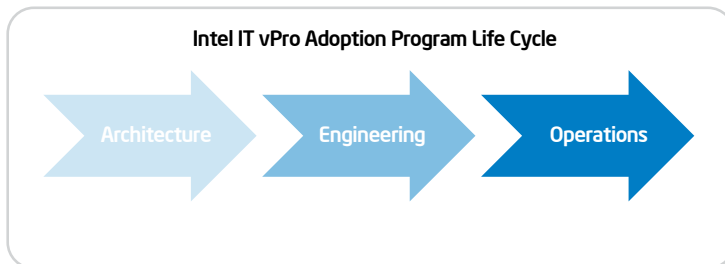 Intel IT vPro Adoption Program Life Cycle
Architecture
Engineering
Operations